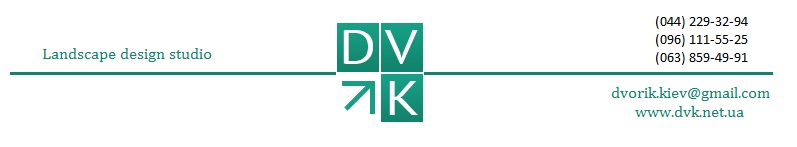 Landscape design studio
DV
K
(044) 229-32-94
(096) 111-55-25
(063) 859-49-91
dvorik.kiev@gmail.com
www.dvk.net.ua